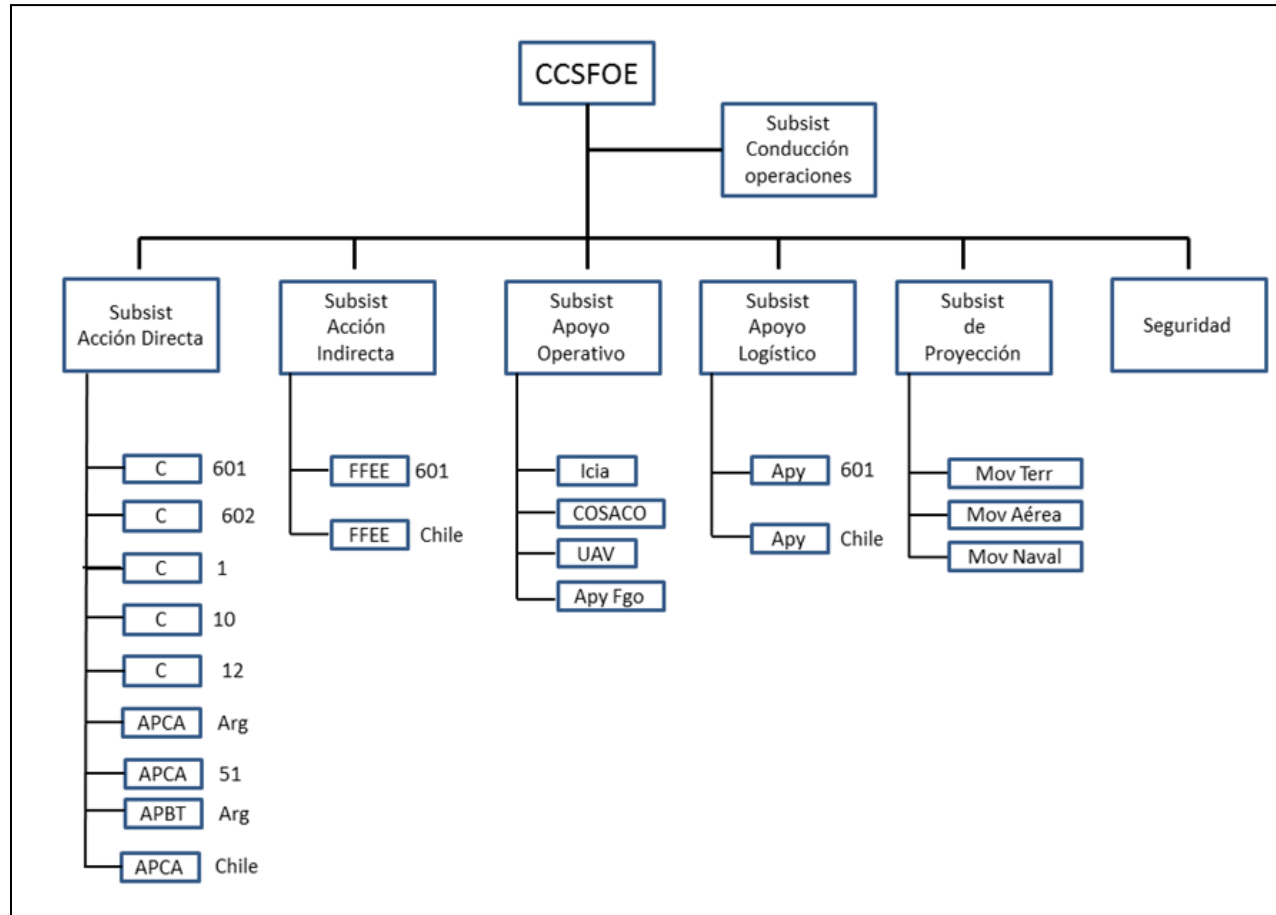 CCSFOE
Subsist
Conducción
operaciones
Subsist
Acción Directa
Subsist
Acción
Indirecta
Subsist
Apoyo
Operativo
Subsist
Apoyo
Logístico
Subsist
de
Proyección
Seguridad
C 601
C 602
C 1
C 10
C 12
APCA Arg
APCA 51
APBT Arg
APCA Chile
FFEE 601
FFEE Chile
Icia
COSACO
UAV
Apy Fgo
Apy 601
Apy Chile
Mov Terr
Mov Aérea
Mov Naval